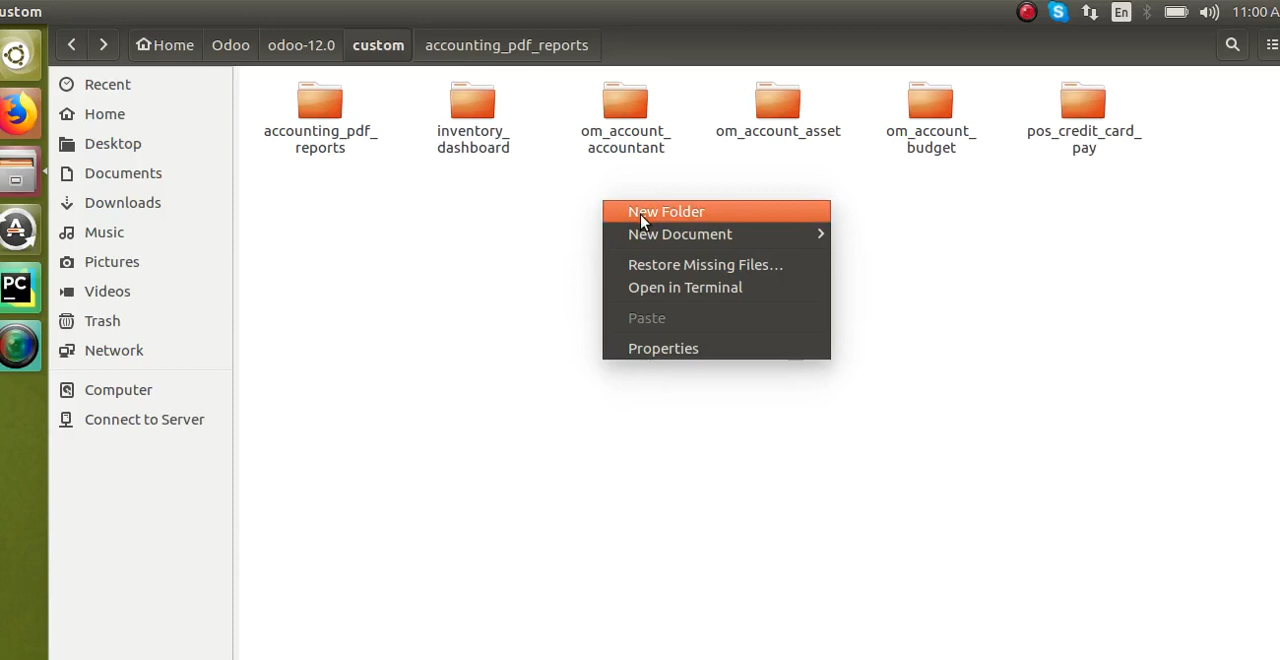 ustom
En
11:00 A
Home
Odoo
odoo-12.0
custom
accounting_pdf_reports
Recent
Home
Desktop
Documents
Downloads
Music
Pictures
Videos
Trash
Network
Computer
Connect to Server
accounting_pdf_
reports
inventory_
dashboard
om_account_
accountant
om_account_asset
om_account_
budget
pos_credit_card_
pay
New Folder
New Document
Restore Missing Files…
Open in Terminal
Paste
Properties
PC